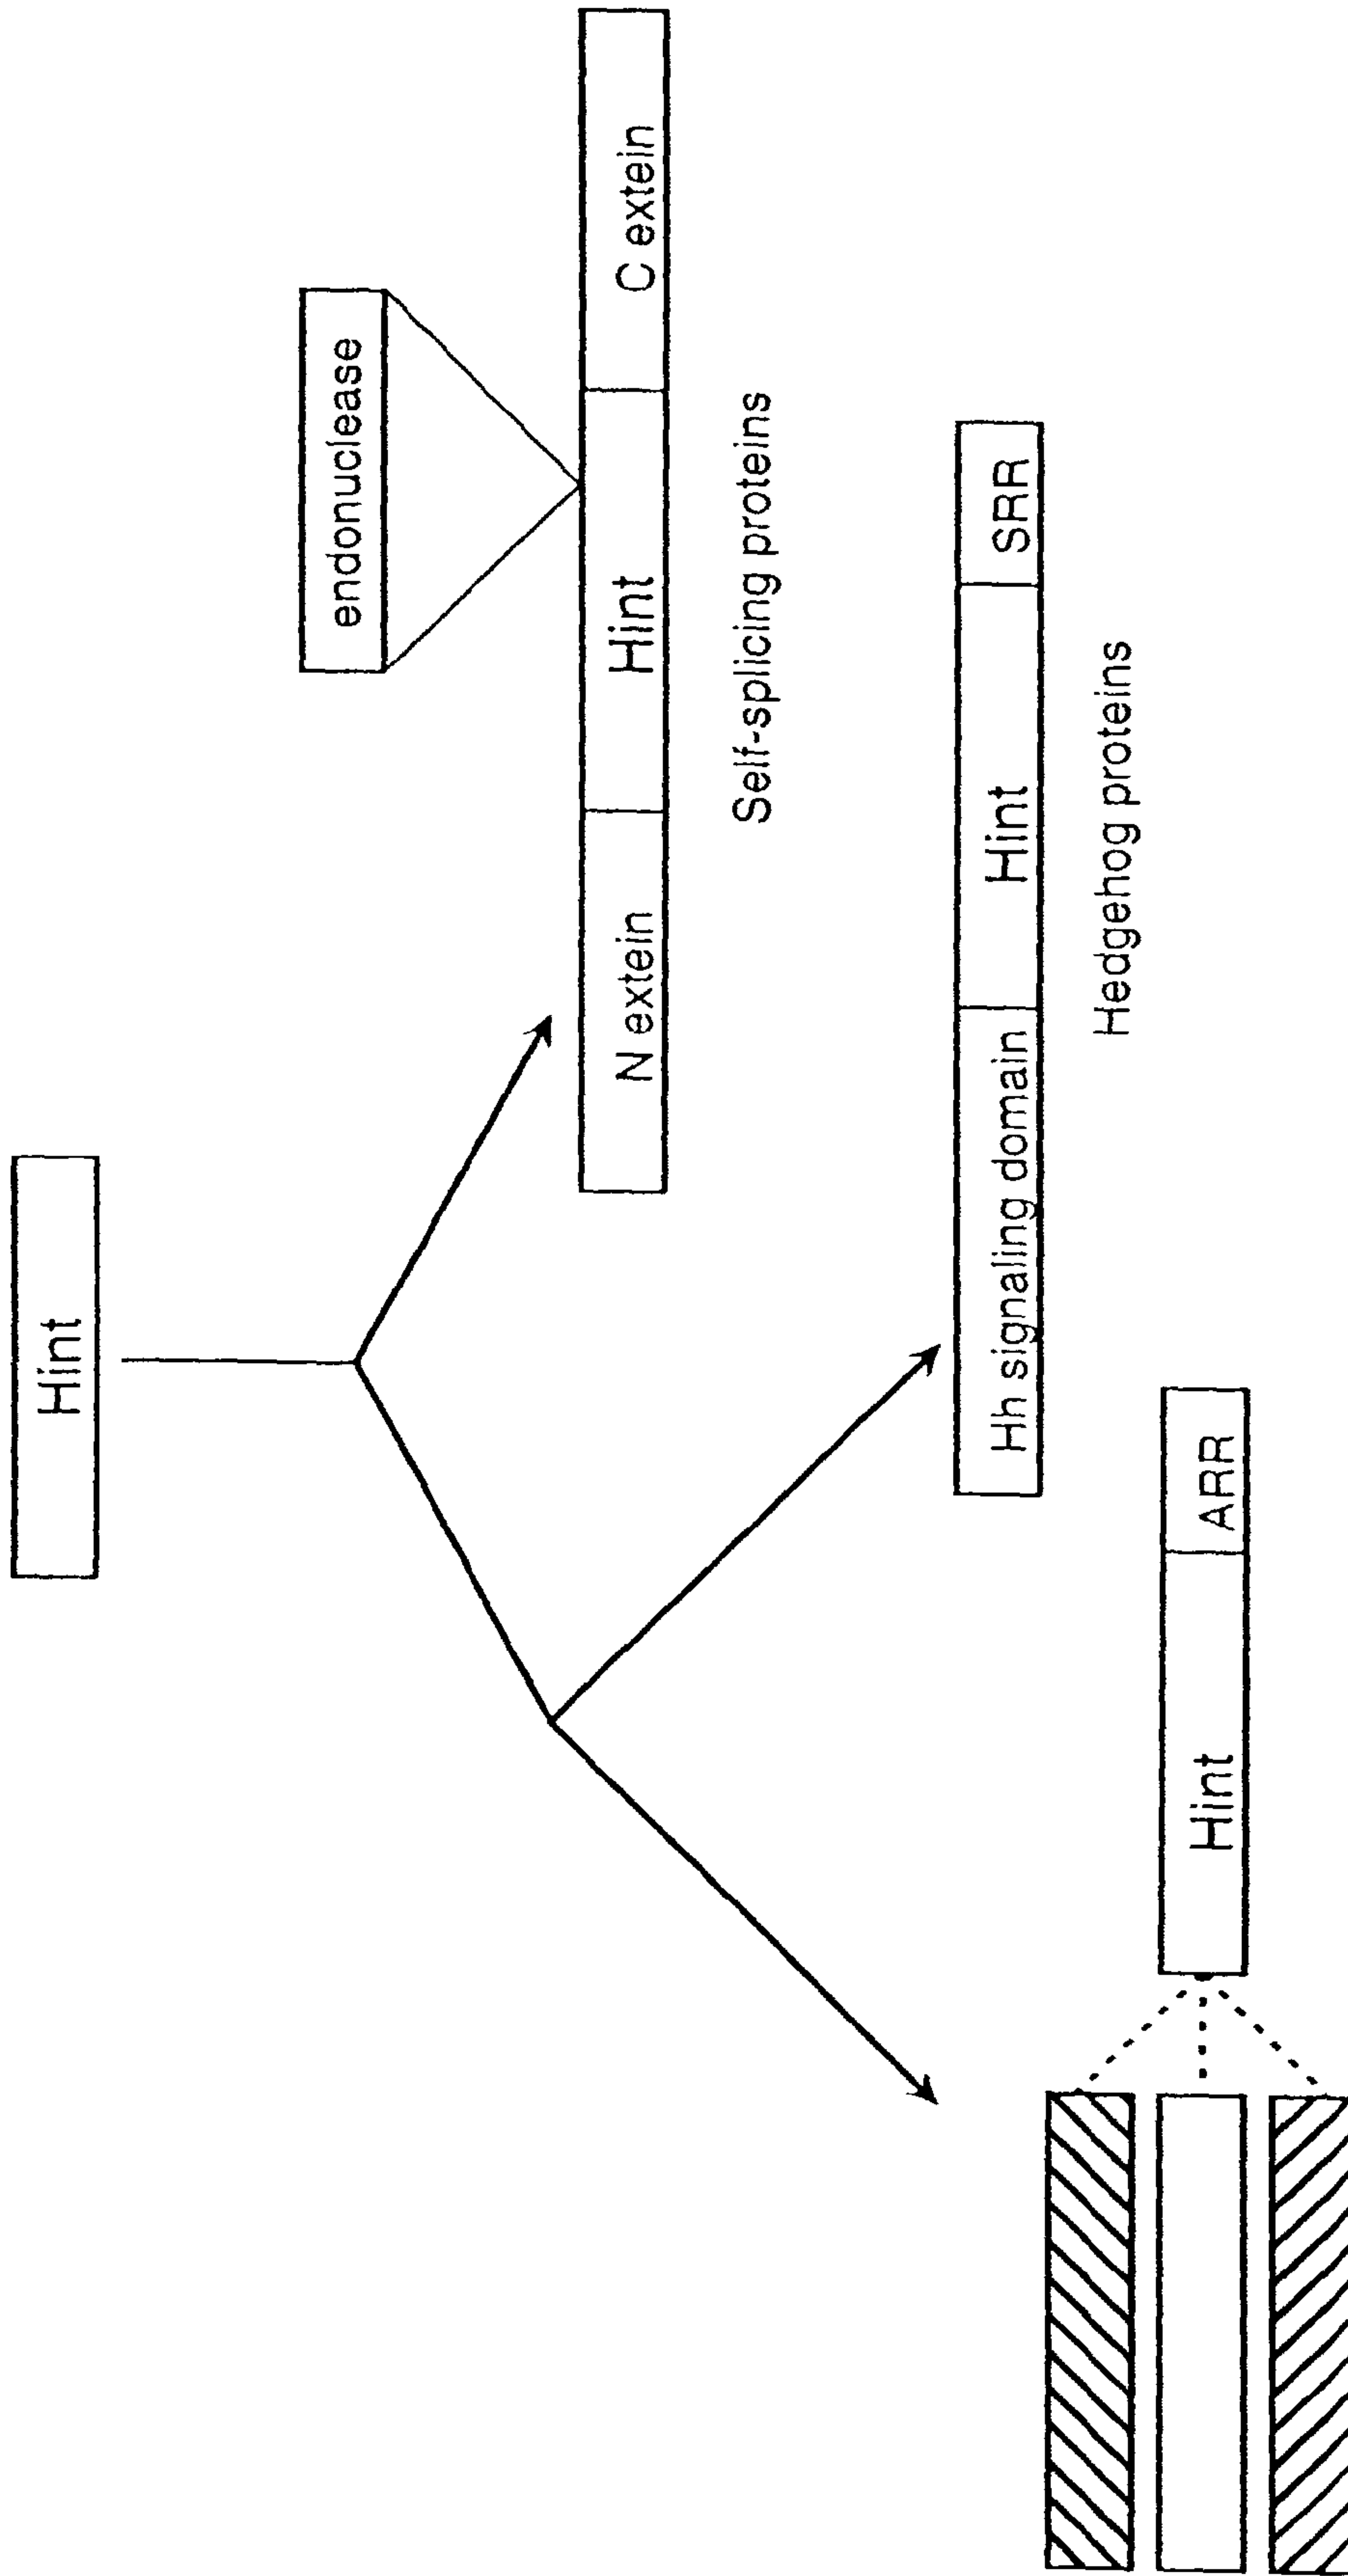 Hint
endonuclease
N extein
Hint
C extein
Self-splicing proteins
Hh signaling domain
Hint
SRR
Hedgehog proteins
Hint
ARR